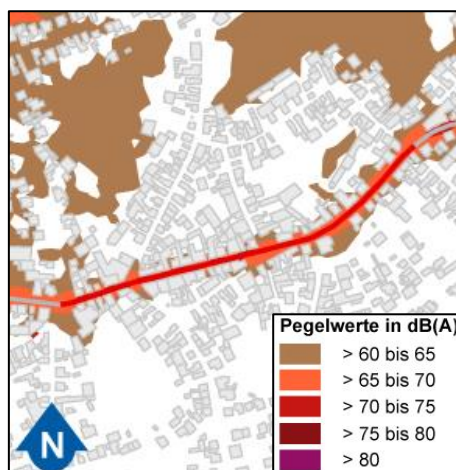 Pegelwerte in dB(A)
> 60 bis 65
> 65 bis 70
> 70 bis 75
> 75 bis 80
> 80
N